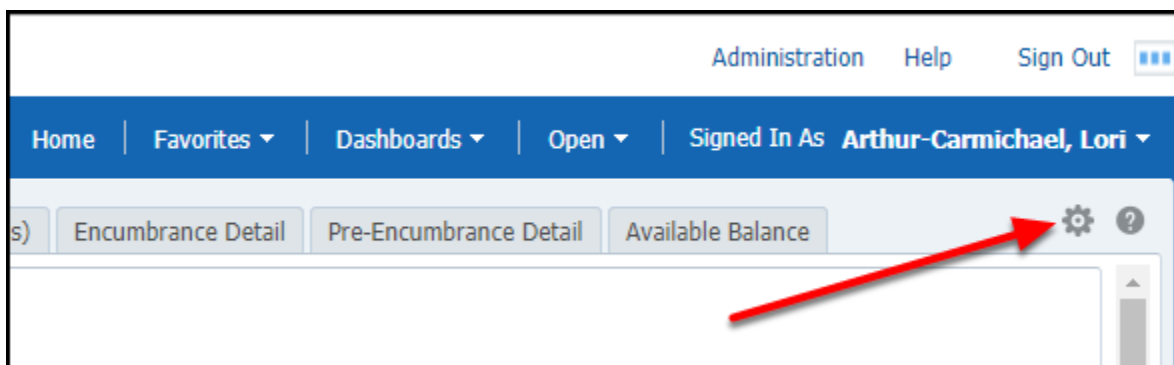 Administration Help Sign Out
Home Favorites Dashboards Open Signed In As Arthur-Carmichael, Lori
s) Encumbrance Detail Pre-Encumbrance Detail Available Balance ?